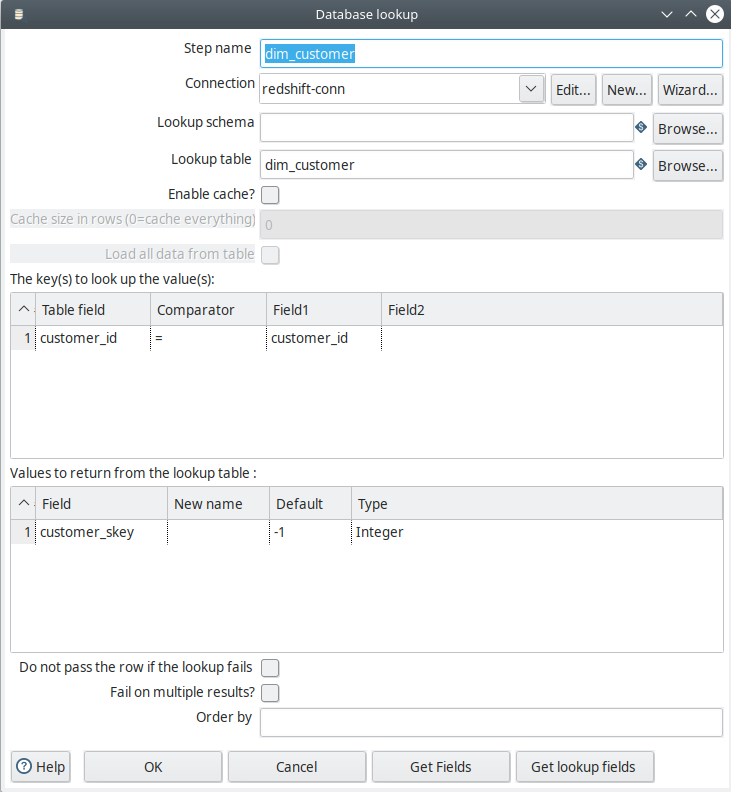 Database lookup
Step name dim_customer
Connection redshift-conn Edit... New... Wizard...
Lookup schema Browse...
Lookup table dim_customer Browse...
Enable cache?
Cache size in rows (0=cache everything) 0
Load all data from table
The key(s) to look up the value(s):
Table field Comparator Field1 Field2
1 customer_id = customer_id
Values to return from the lookup table :
Field New name Default Type
1 customer_skey -1 Integer
Do not pass the row if the lookup fails
Fail on multiple results?
Order by
Help OK Cancel Get Fields Get lookup fields